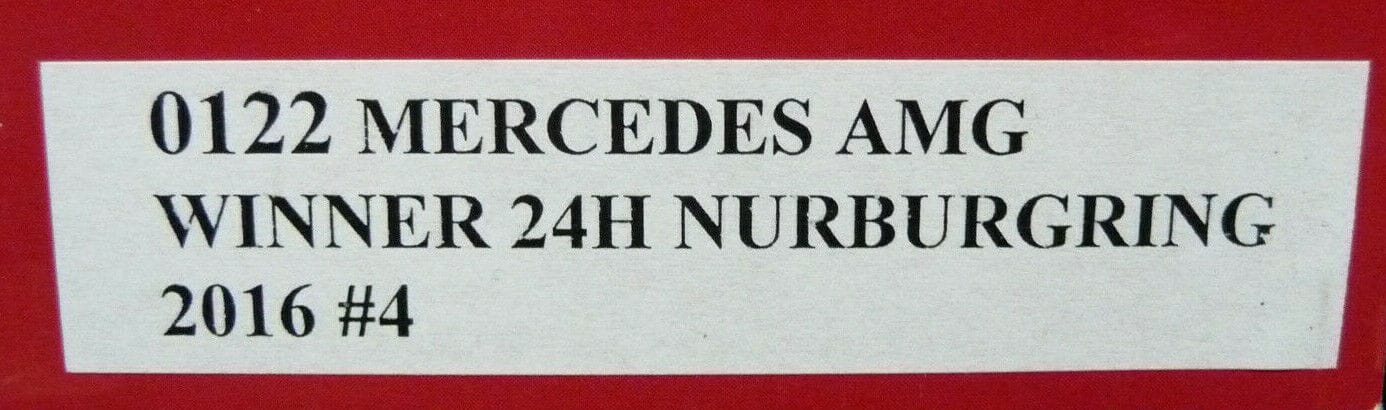 0122 MERCEDES AMG
WINNER 24H NURBURGRING
2016 #4